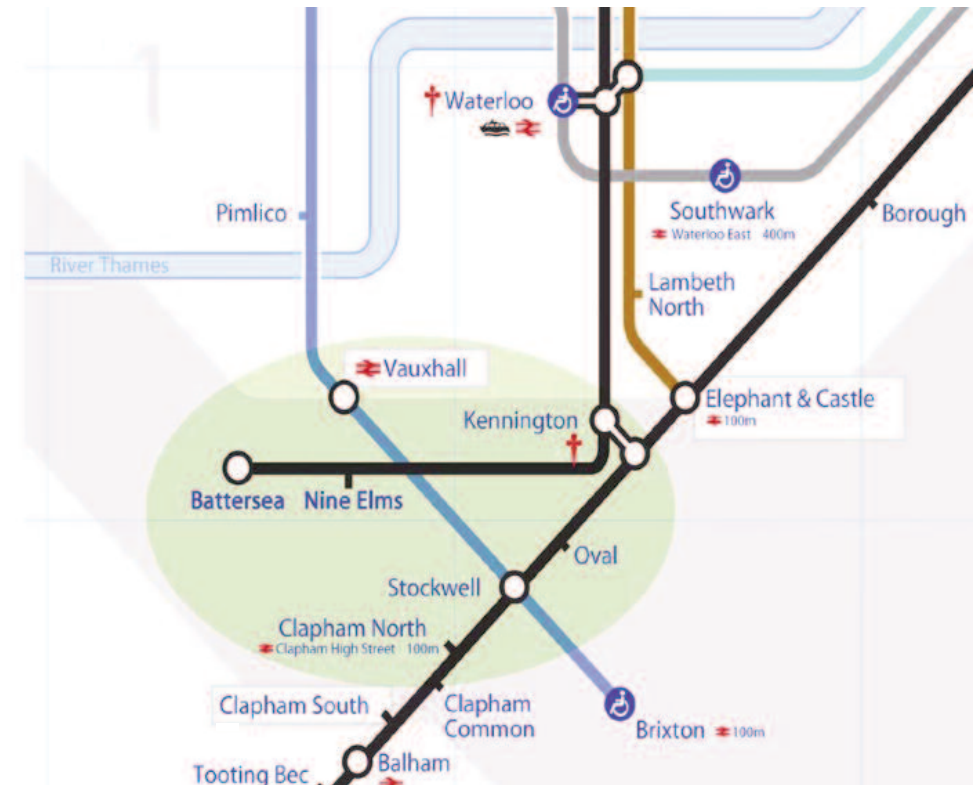 1
Waterloo
Pimlico
Southwark
Waterloo East 400m
Borough
River Thames
Lambeth
North
Vauxhall
Elephant & Castle
100m
Kennington
Battersea
Nine Elms
Oval
Stockwell
Clapham North
Clapham High Street 100m
Clapham South
Clapham
Common
Brixton
100m
Balham
Tooting Bec